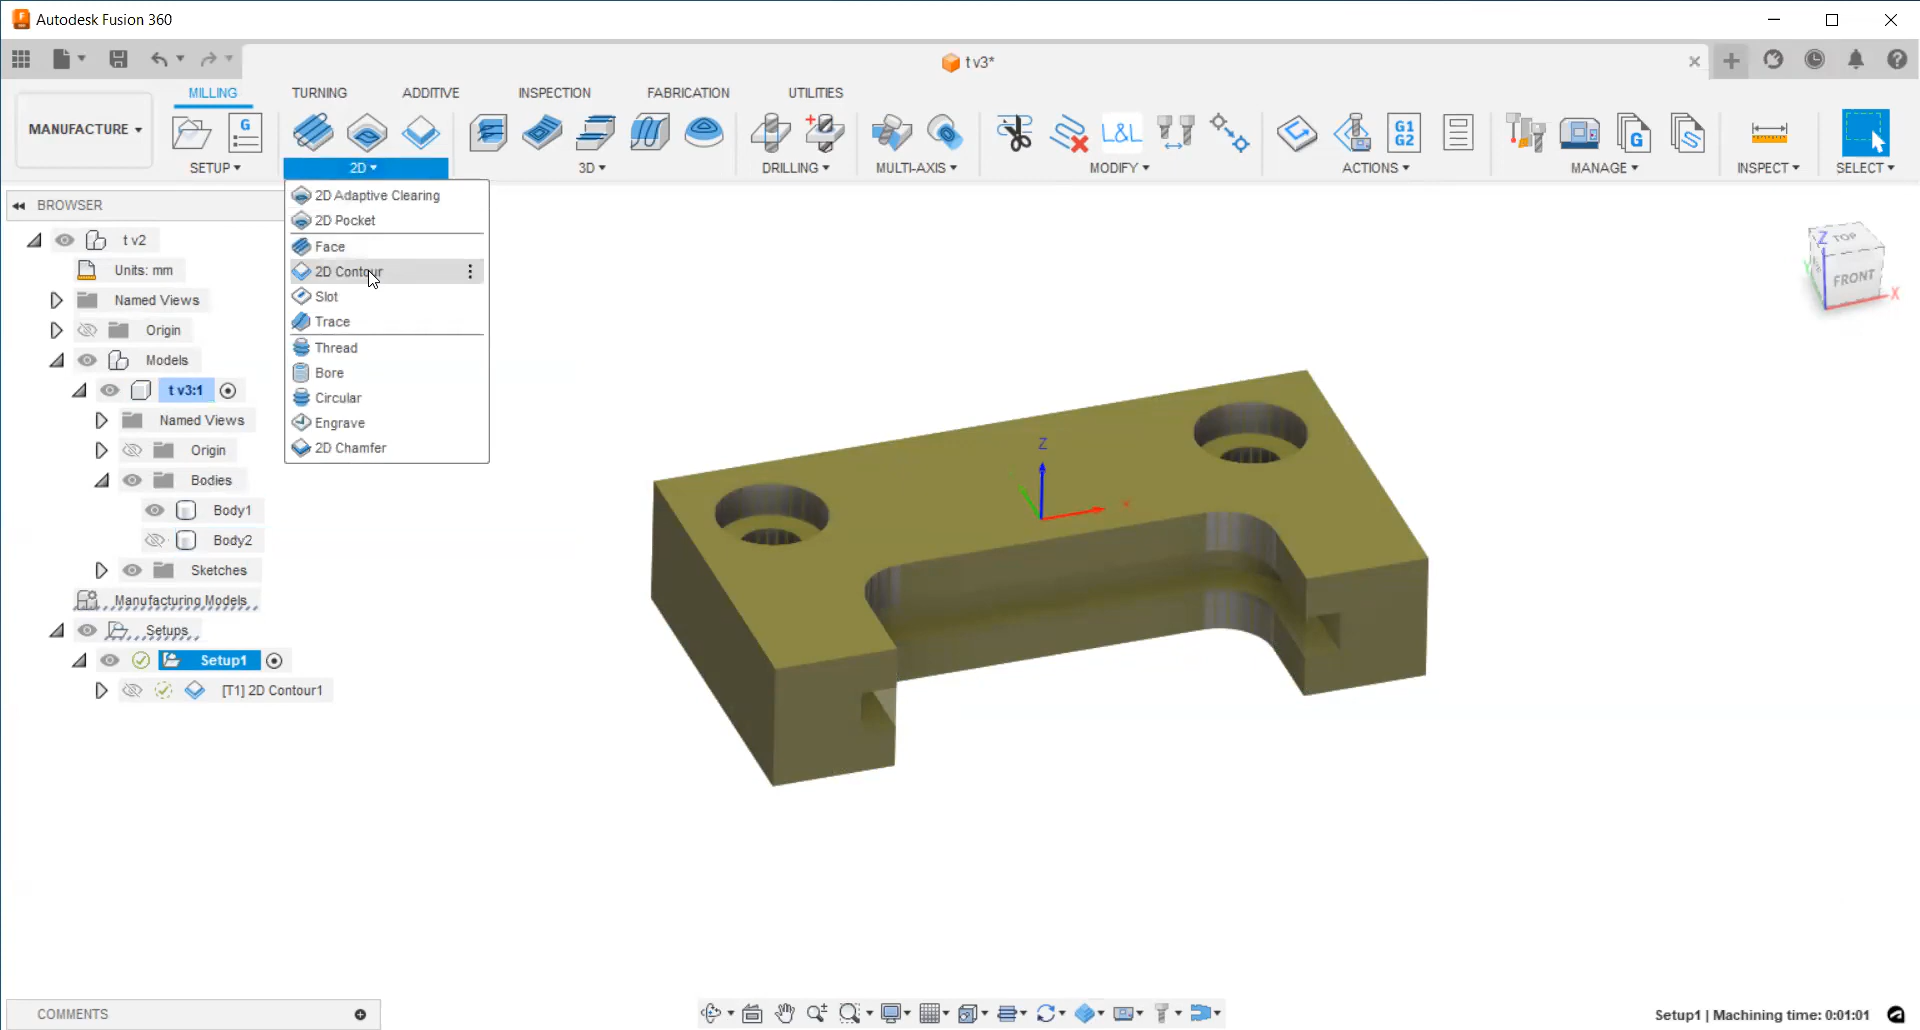 Autodesk Fusion 360
t v3*
MILLING
TURNING
ADDITIVE
INSPECTION
FABRICATION
UTILITIES
MANUFACTURE
G
G1
G2
G
SETUP
2D
3D
DRILLING
MULTI-AXIS
MODIFY
ACTIONS
MANAGE
INSPECT
SELECT
2D Adaptive Clearing
2D Pocket
Face
2D Contour
Slot
Trace
Thread
Bore
Circular
Engrave
2D Chamfer
BROWSER
t v2
Units: mm
Named Views
Origin
Models
t v3:1
Named Views
Origin
Bodies
Body1
Body2
Sketches
Manufacturing Models
Setups
Setup1
[T1] 2D Contour1
Z
TOP
FRONT
X
Z
COMMENTS
Setup1 | Machining time: 0:01:01